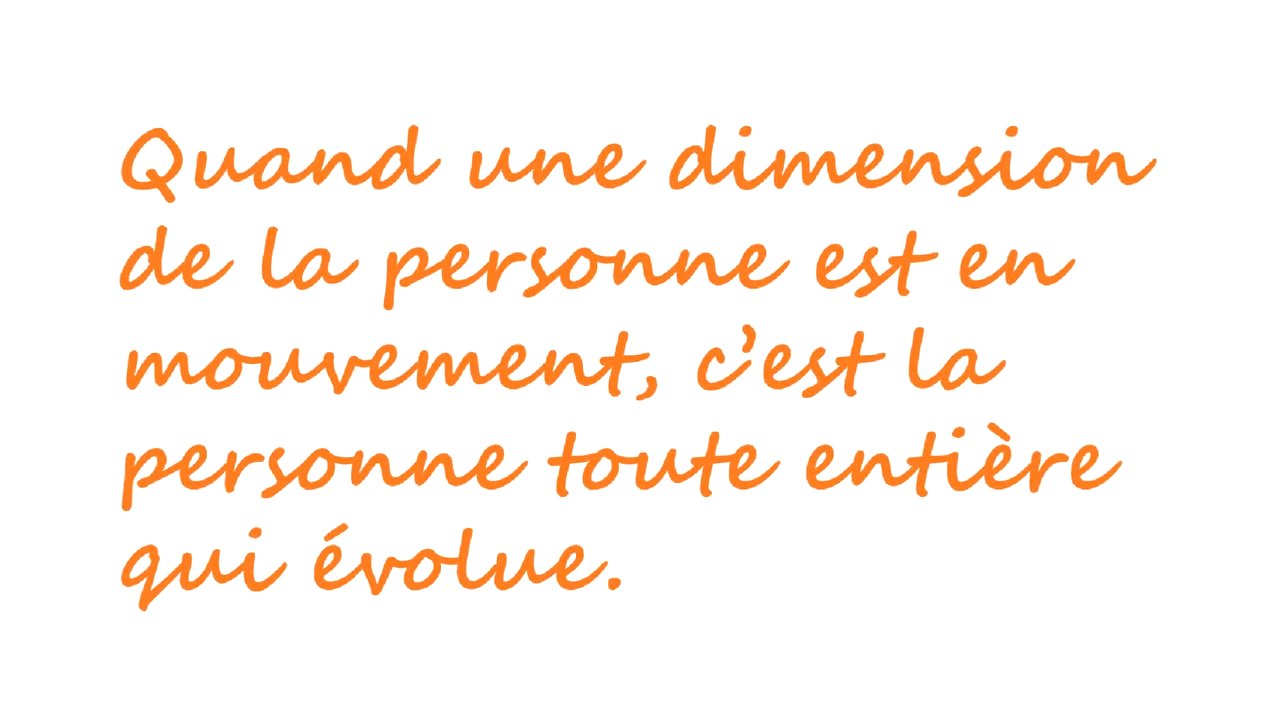 Quand une dimension
de la personne est en
mouvement, c’est la
personne toute entière
qui évolue.